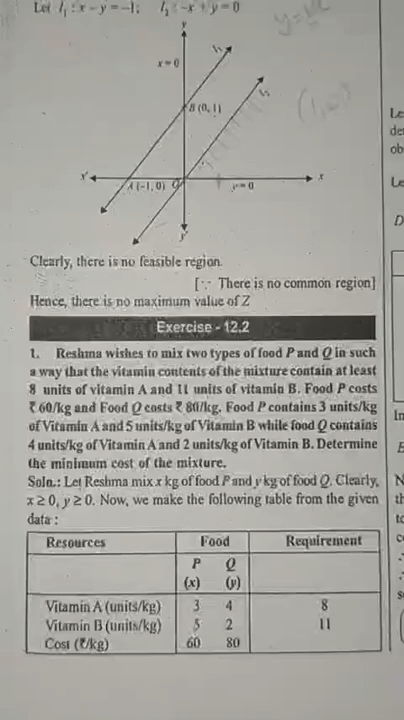 Let l₁ : x – y = –1; l₂ : –x + y = 0
y
x = 0
l₁
l₂
B (0, 1)
x'
A (–1, 0)
O
y = 0
x
y'
Clearly, there is no feasible region.
[∵ There is no common region]
Hence, there is no maximum value of Z
Exercise - 12.2
1. Reshma wishes to mix two types of food P and Q in such
a way that the vitamin contents of the mixture contain at least
8 units of vitamin A and 11 units of vitamin B. Food P costs
₹ 60/kg and Food Q costs ₹ 80/kg. Food P contains 3 units/kg
of Vitamin A and 5 units/kg of Vitamin B while food Q contains
4 units/kg of Vitamin A and 2 units/kg of Vitamin B. Determine
the minimum cost of the mixture.
Soln.: Let Reshma mix x kg of food P and y kg of food Q. Clearly,
x ≥ 0, y ≥ 0. Now, we make the following table from the given
data :
Resources Food Requirement
P Q
(x) (y)
Vitamin A (units/kg) 3 4 8
Vitamin B (units/kg) 5 2 11
Cost (₹/kg) 60 80